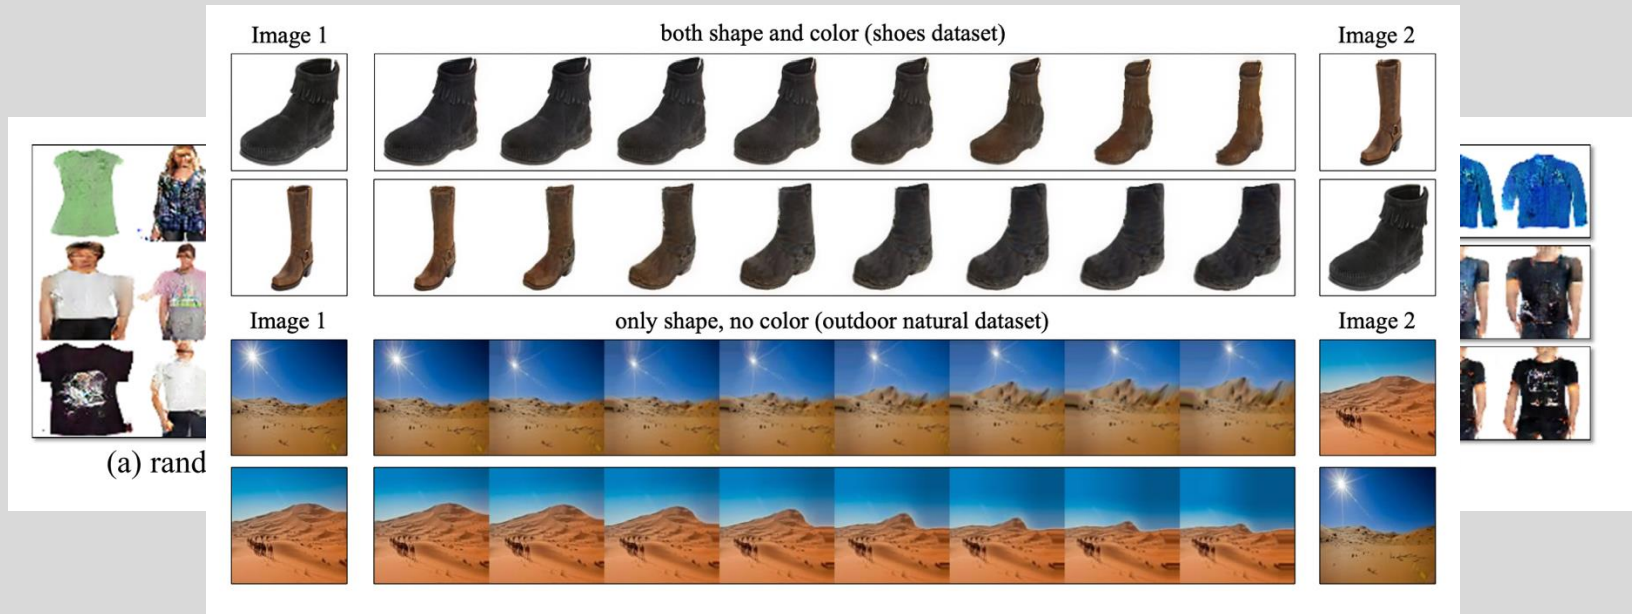 Image 1
both shape and color (shoes dataset)
Image 2
Image 1
only shape, no color (outdoor natural dataset)
Image 2
(a) rand